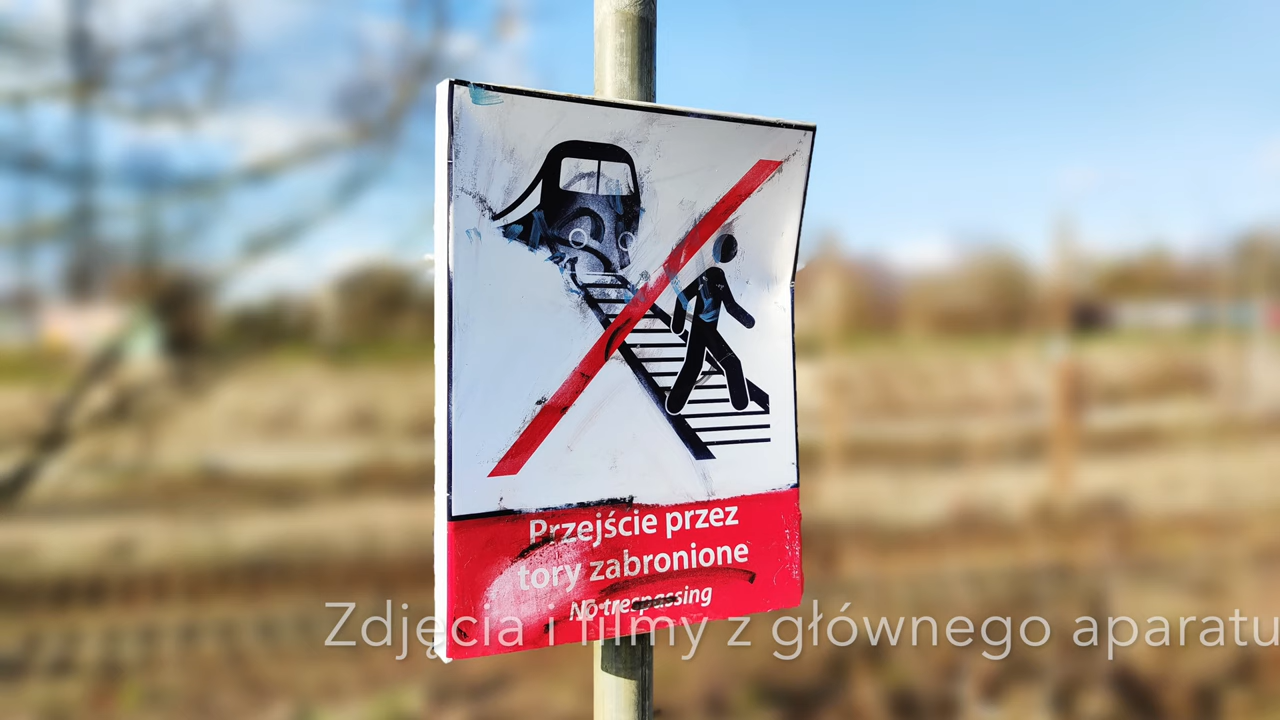 Przejście przez
tory zabronione
No trespassing
Zdjęcia i filmy z głównego aparatu